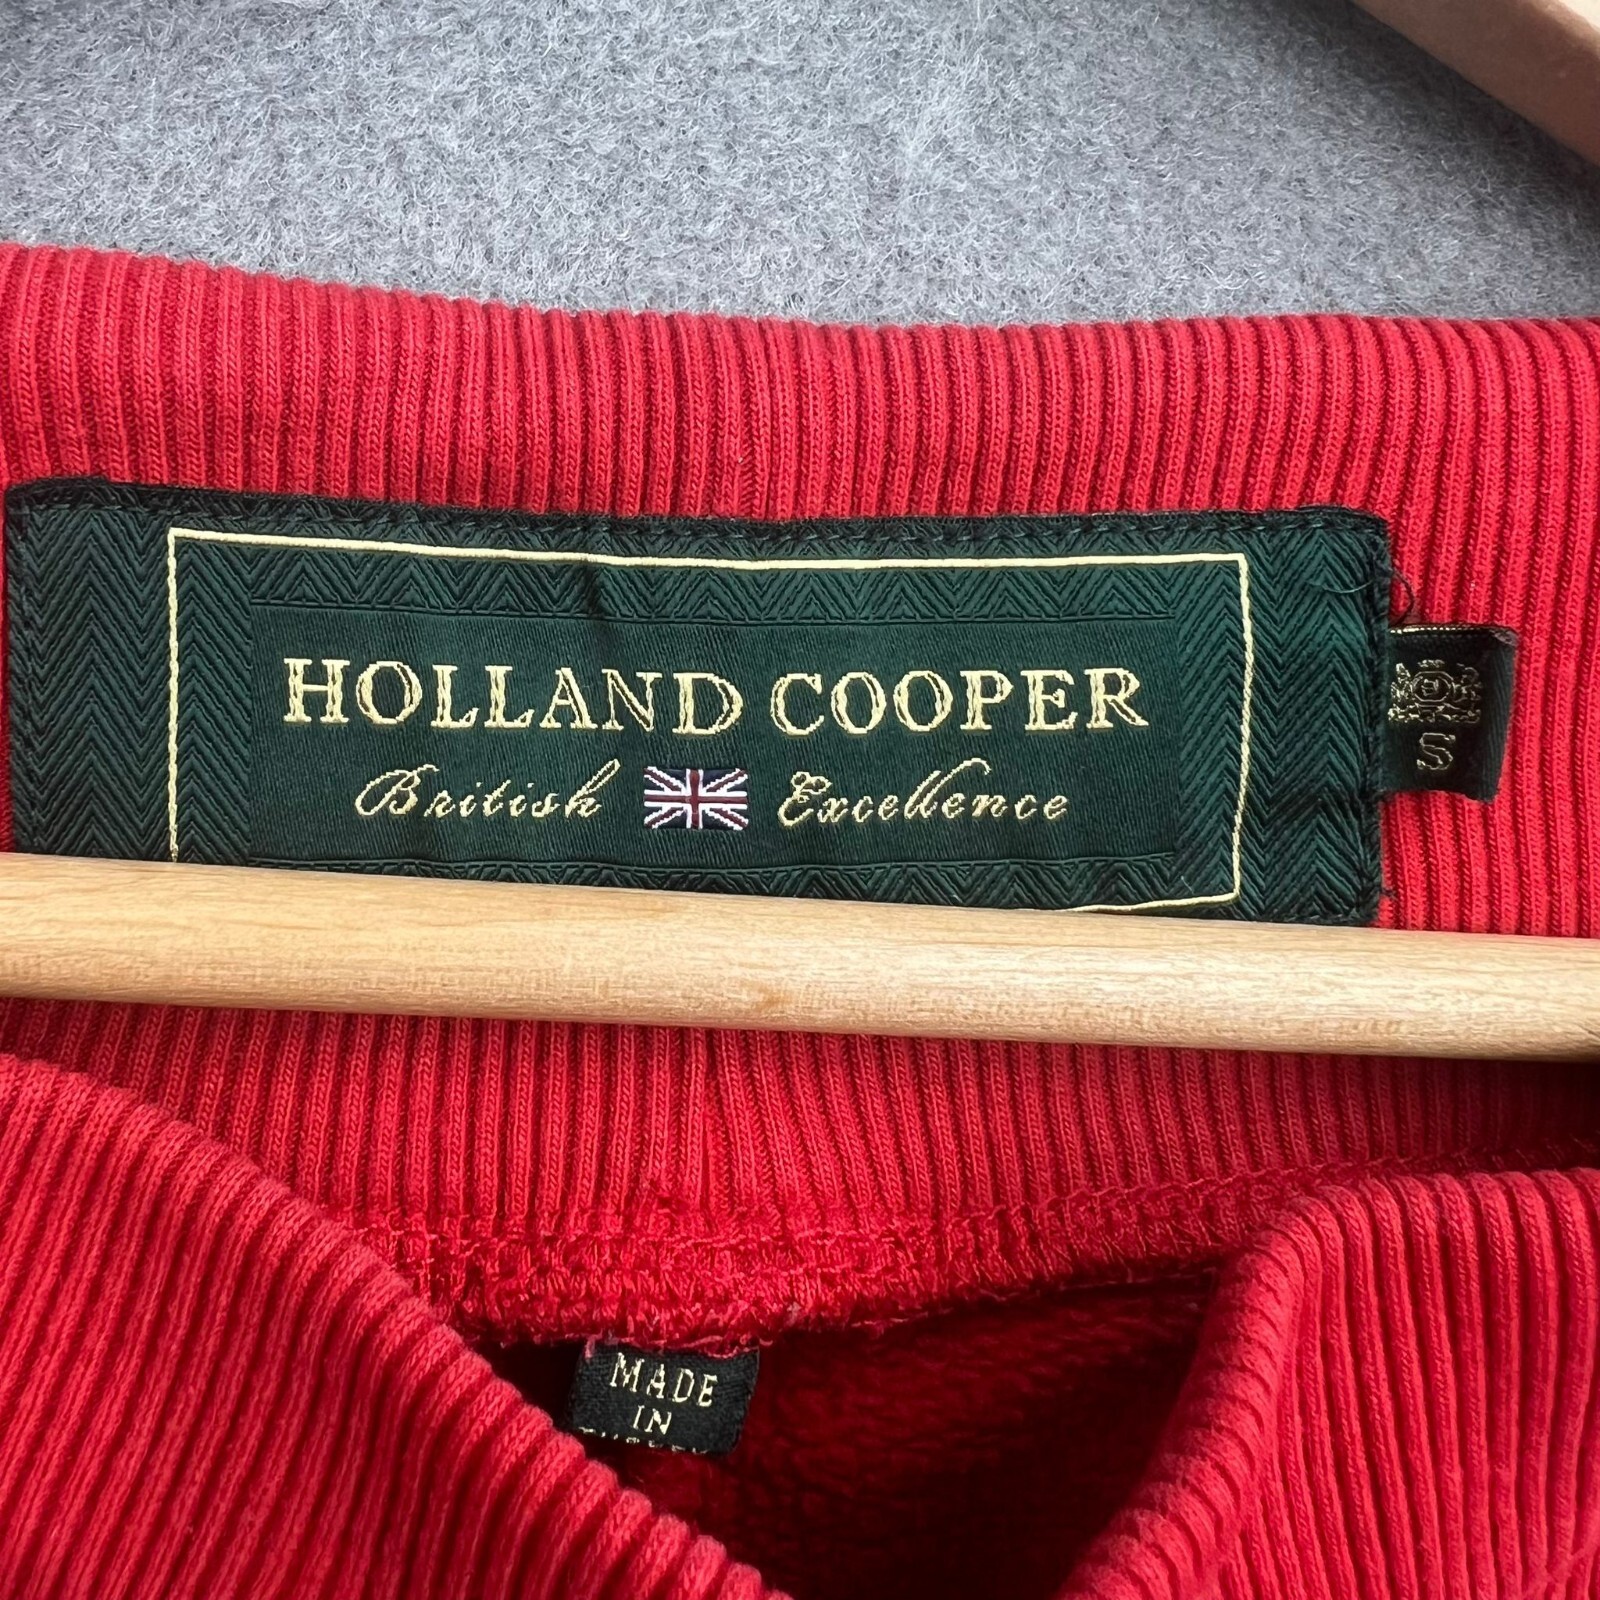 HOLLAND COOPER
British Excellence
S
MADE
IN